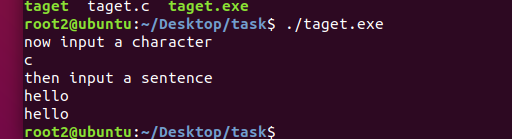 taget taget.c taget.exe
root2@ubuntu:~/Desktop/task$ ./taget.exe
now input a character
c
then input a sentence
hello
hello
root2@ubuntu:~/Desktop/task$